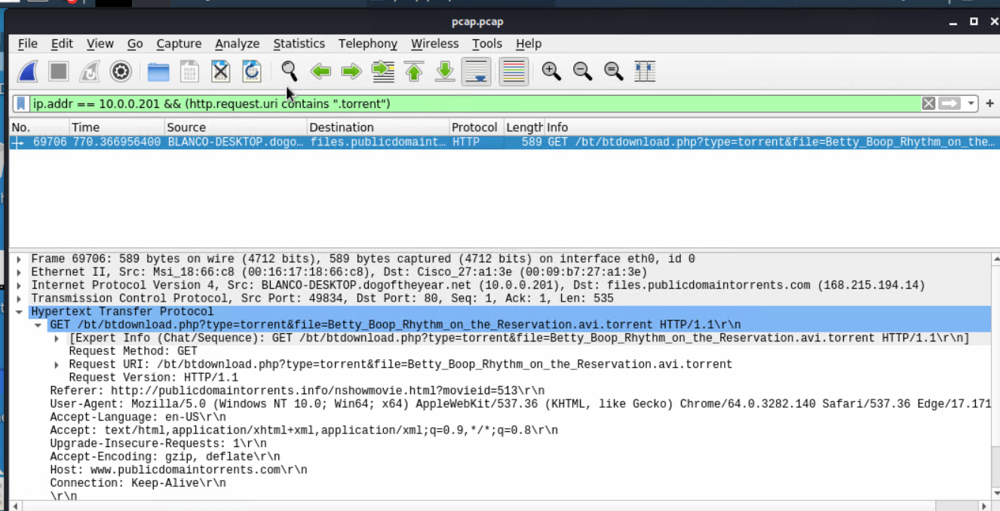 pcap.pcap
File Edit View Go Capture Analyze Statistics Telephony Wireless Tools Help
ip.addr == 10.0.0.201 && (http.request.uri contains ".torrent")
No. Time Source Destination Protocol Length Info
69706 770.366956400 BLANCO-DESKTOP.dogo… files.publicdomaint… HTTP 589 GET /bt/btdownload.php?type=torrent&file=Betty_Boop_Rhythm_on_the…
Frame 69706: 589 bytes on wire (4712 bits), 589 bytes captured (4712 bits) on interface eth0, id 0
Ethernet II, Src: Msi_18:66:c8 (00:16:17:18:66:c8), Dst: Cisco_27:a1:3e (00:09:b7:27:a1:3e)
Internet Protocol Version 4, Src: BLANCO-DESKTOP.dogoftheyear.net (10.0.0.201), Dst: files.publicdomaintorrents.com (168.215.194.14)
Transmission Control Protocol, Src Port: 49834, Dst Port: 80, Seq: 1, Ack: 1, Len: 535
Hypertext Transfer Protocol
GET /bt/btdownload.php?type=torrent&file=Betty_Boop_Rhythm_on_the_Reservation.avi.torrent HTTP/1.1\r\n
[Expert Info (Chat/Sequence): GET /bt/btdownload.php?type=torrent&file=Betty_Boop_Rhythm_on_the_Reservation.avi.torrent HTTP/1.1\r\n]
Request Method: GET
Request URI: /bt/btdownload.php?type=torrent&file=Betty_Boop_Rhythm_on_the_Reservation.avi.torrent
Request Version: HTTP/1.1
Referer: http://publicdomaintorrents.info/nshowmovie.html?movieid=513\r\n
User-Agent: Mozilla/5.0 (Windows NT 10.0; Win64; x64) AppleWebKit/537.36 (KHTML, like Gecko) Chrome/64.0.3282.140 Safari/537.36 Edge/17.171
Accept-Language: en-US\r\n
Accept: text/html,application/xhtml+xml,application/xml;q=0.9,*/*;q=0.8\r\n
Upgrade-Insecure-Requests: 1\r\n
Accept-Encoding: gzip, deflate\r\n
Host: www.publicdomaintorrents.com\r\n
Connection: Keep-Alive\r\n
\r\n